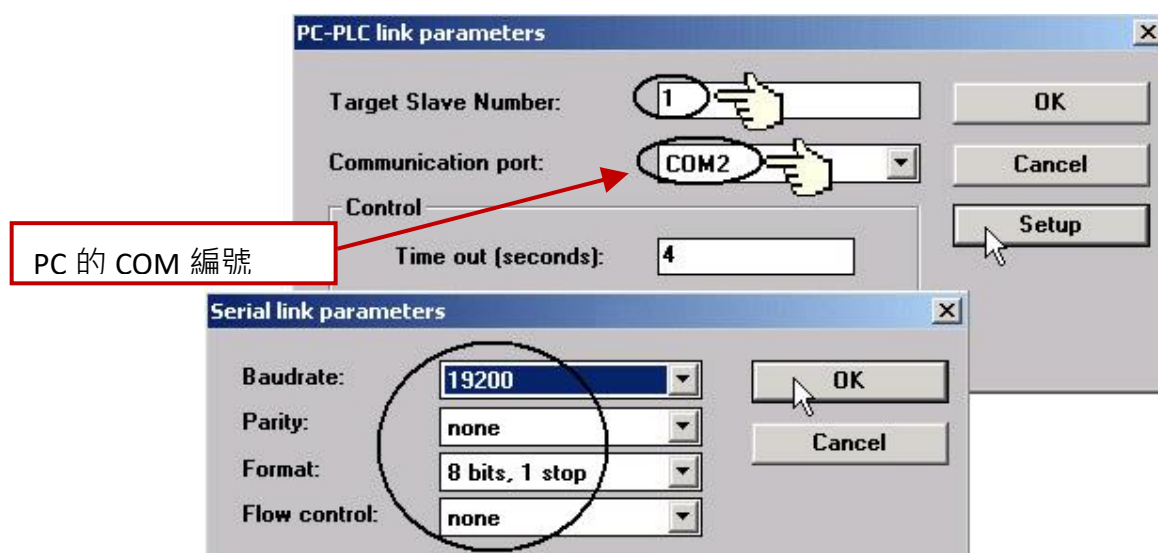 PC-PLC link parameters
Target Slave Number:
1
OK
Communication port:
COM2
Cancel
Control
Setup
PC 的 COM 編號
Time out (seconds):
4
Serial link parameters
Baudrate:
19200
OK
Parity:
none
Cancel
Format:
8 bits, 1 stop
Flow control:
none